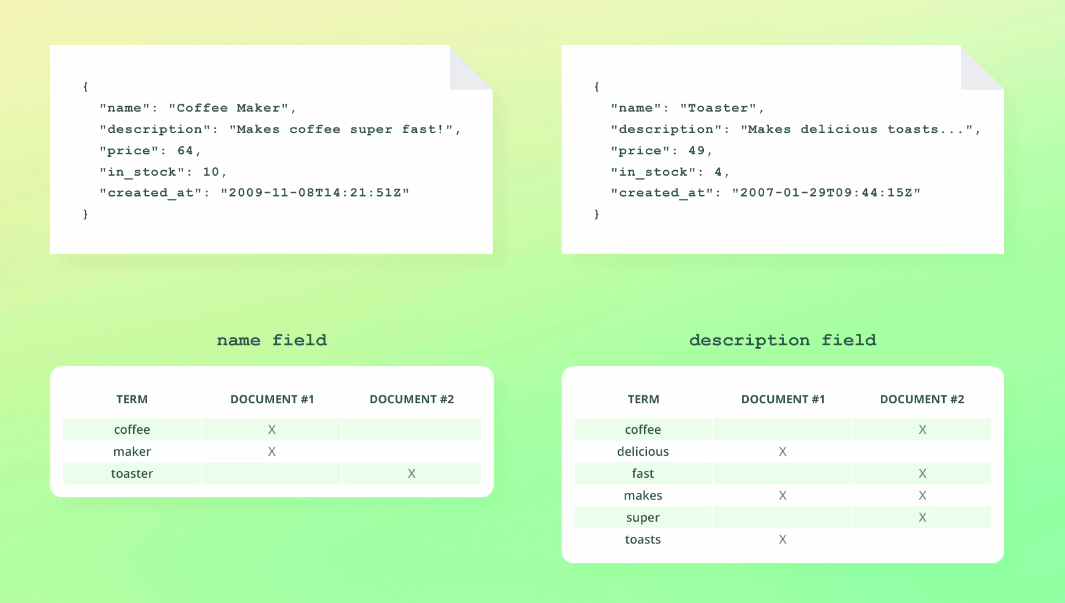 {
"name": "Coffee Maker",
"description": "Makes coffee super fast!",
"price": 64,
"in_stock": 10,
"created_at": "2009-11-08T14:21:51Z"
}
{
"name": "Toaster",
"description": "Makes delicious toasts...",
"price": 49,
"in_stock": 4,
"created_at": "2007-01-29T09:44:15Z"
}
name field
TERM DOCUMENT #1 DOCUMENT #2
coffee X
maker X
toaster X
description field
TERM DOCUMENT #1 DOCUMENT #2
coffee X
delicious X
fast X
makes X X
super X
toasts X